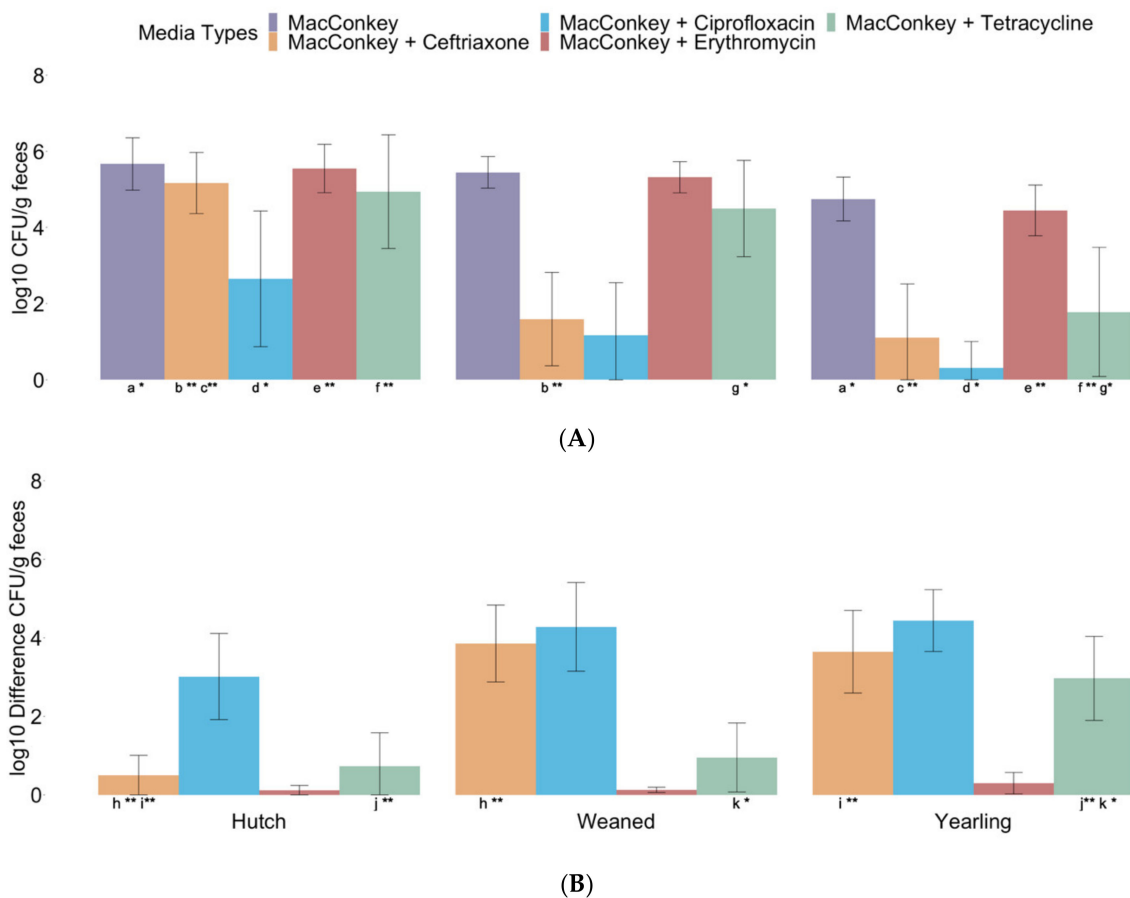 Media Types
MacConkey
MacConkey + Ceftriaxone
MacConkey + Ciprofloxacin
MacConkey + Erythromycin
MacConkey + Tetracycline
log10 CFU/g feces
8
6
4
2
0
a * b ** c** d * e ** f **
b ** g *
a * c ** d * e ** f ** g*
(A)
log10 Difference CFU/g feces
8
6
4
2
0
h ** i** j **
h ** k *
i ** j** k *
Hutch Weaned Yearling
(B)